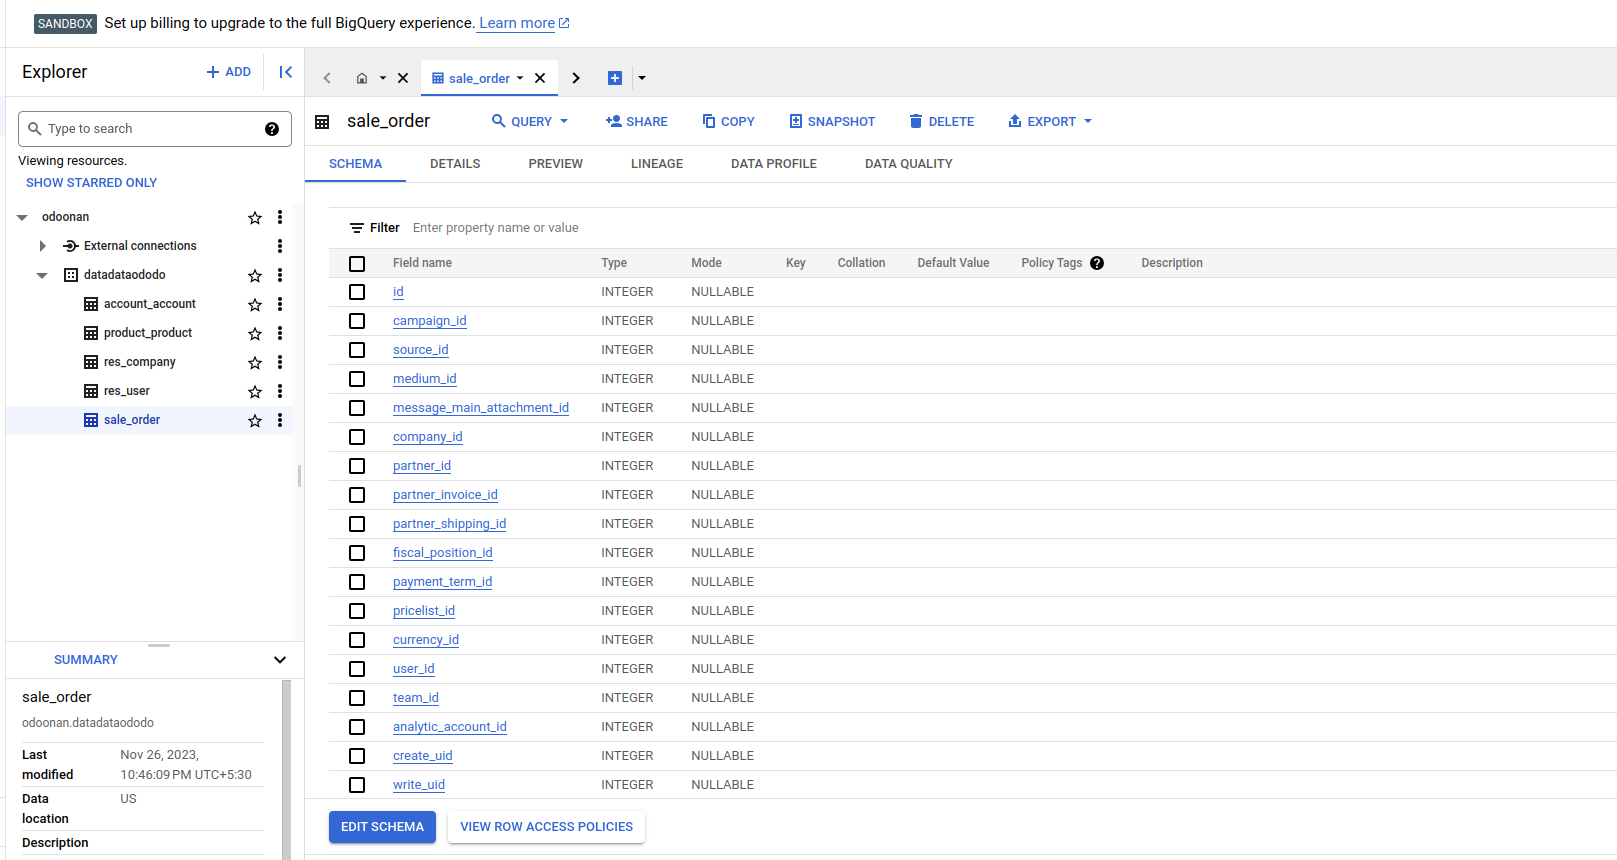 SANDBOX Set up billing to upgrade to the full BigQuery experience. Learn more
Explorer
ADD
Type to search
Viewing resources.
SHOW STARRED ONLY
odoonan
External connections
datadataododo
account_account
product_product
res_company
res_user
sale_order
SUMMARY
sale_order
odoonan.datadataododo
Last modified Nov 26, 2023, 10:46:09 PM UTC+5:30
Data location US
Description
sale_order
sale_order
QUERY SHARE COPY SNAPSHOT DELETE EXPORT
SCHEMA DETAILS PREVIEW LINEAGE DATA PROFILE DATA QUALITY
Filter Enter property name or value
Field name Type Mode Key Collation Default Value Policy Tags Description
id INTEGER NULLABLE
campaign_id INTEGER NULLABLE
source_id INTEGER NULLABLE
medium_id INTEGER NULLABLE
message_main_attachment_id INTEGER NULLABLE
company_id INTEGER NULLABLE
partner_id INTEGER NULLABLE
partner_invoice_id INTEGER NULLABLE
partner_shipping_id INTEGER NULLABLE
fiscal_position_id INTEGER NULLABLE
payment_term_id INTEGER NULLABLE
pricelist_id INTEGER NULLABLE
currency_id INTEGER NULLABLE
user_id INTEGER NULLABLE
team_id INTEGER NULLABLE
analytic_account_id INTEGER NULLABLE
create_uid INTEGER NULLABLE
write_uid INTEGER NULLABLE
EDIT SCHEMA VIEW ROW ACCESS POLICIES